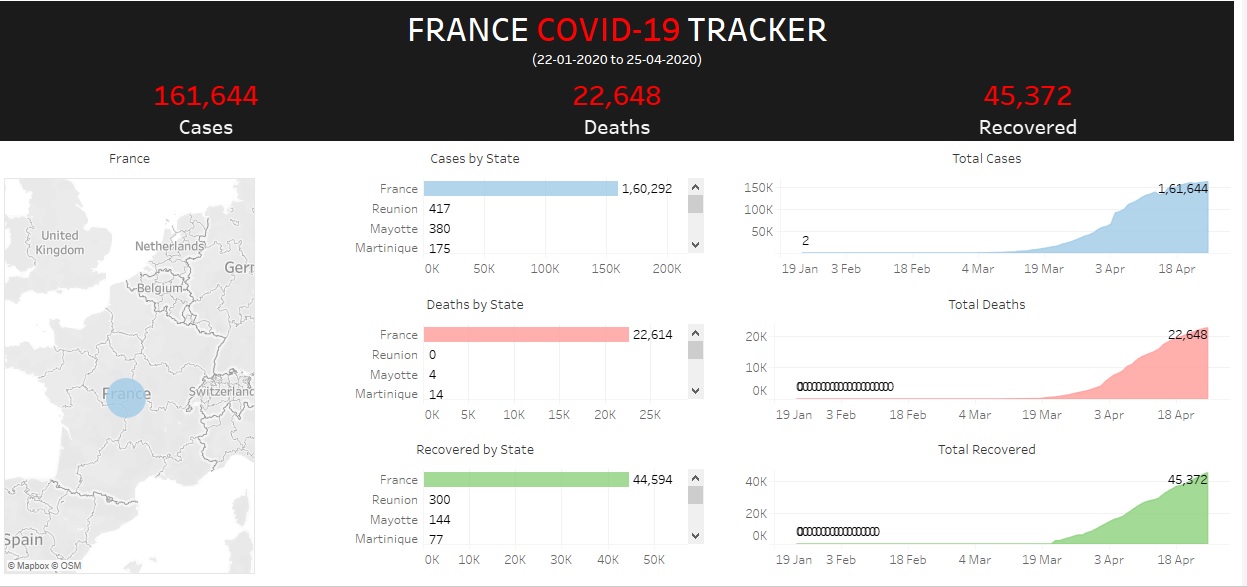 FRANCE COVID-19 TRACKER
(22-01-2020 to 25-04-2020)
161,644
Cases
22,648
Deaths
45,372
Recovered
France
United
Kingdom
Netherlands
Gern
Belgium
France
Switzerland
Spain
© Mapbox © OSM
Cases by State
France 1,60,292
Reunion 417
Mayotte 380
Martinique 175
0K 50K 100K 150K 200K
Total Cases
150K
100K
50K
2
1,61,644
19 Jan 3 Feb 18 Feb 4 Mar 19 Mar 3 Apr 18 Apr
Deaths by State
France 22,614
Reunion 0
Mayotte 4
Martinique 14
0K 5K 10K 15K 20K 25K
Total Deaths
20K
10K
0K
22,648
19 Jan 3 Feb 18 Feb 4 Mar 19 Mar 3 Apr 18 Apr
Recovered by State
France 44,594
Reunion 300
Mayotte 144
Martinique 77
0K 10K 20K 30K 40K 50K
Total Recovered
40K
20K
0K
45,372
19 Jan 3 Feb 18 Feb 4 Mar 19 Mar 3 Apr 18 Apr